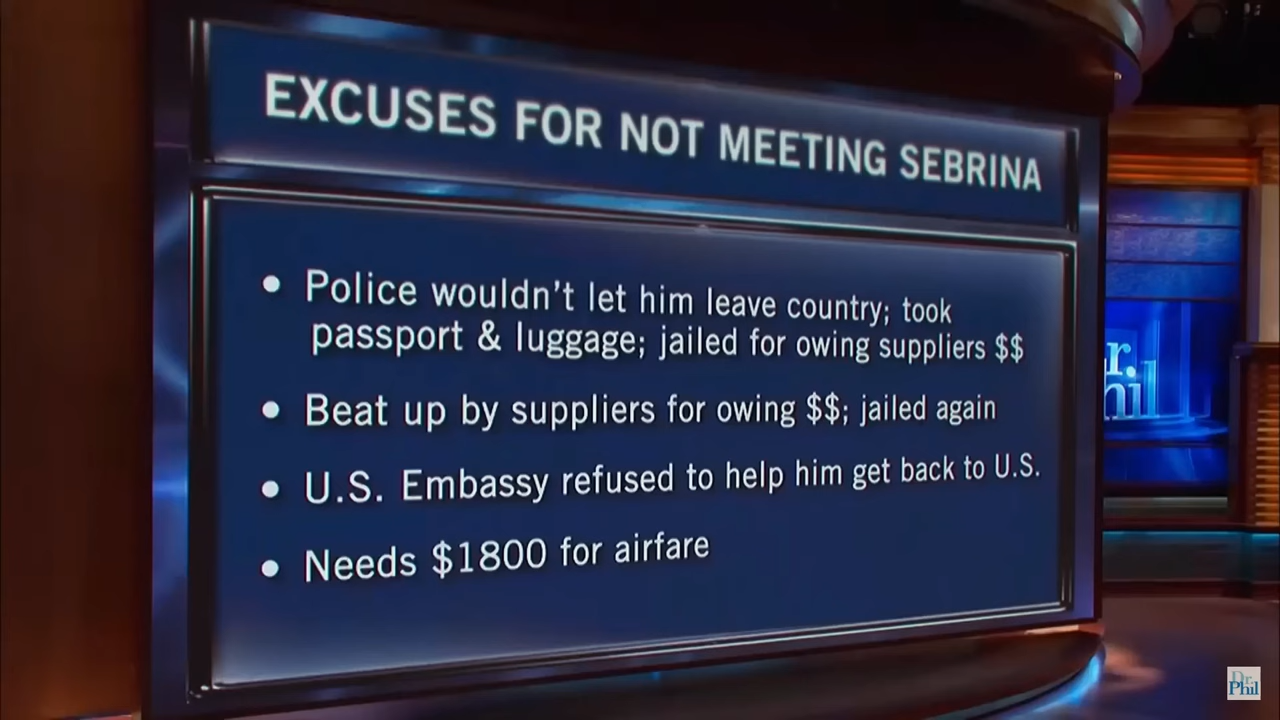 EXCUSES FOR NOT MEETING SEBRINA
• Police wouldn't let him leave country; took
passport & luggage; jailed for owing suppliers $$
• Beat up by suppliers for owing $$; jailed again
• U.S. Embassy refused to help him get back to U.S.
• Needs $1800 for airfare
r.
hil
Dr.
Phil